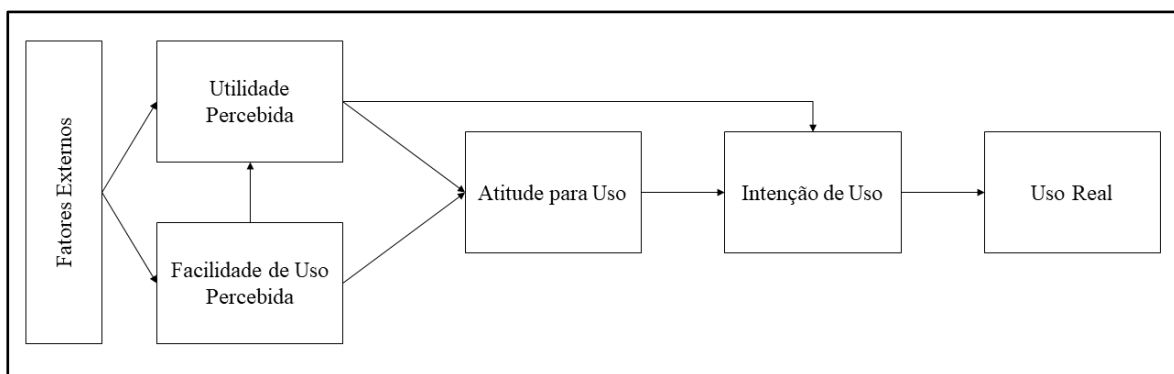 Fatores Externos
Utilidade
Percebida
Facilidade de Uso
Percebida
Atitude para Uso
Intenção de Uso
Uso Real